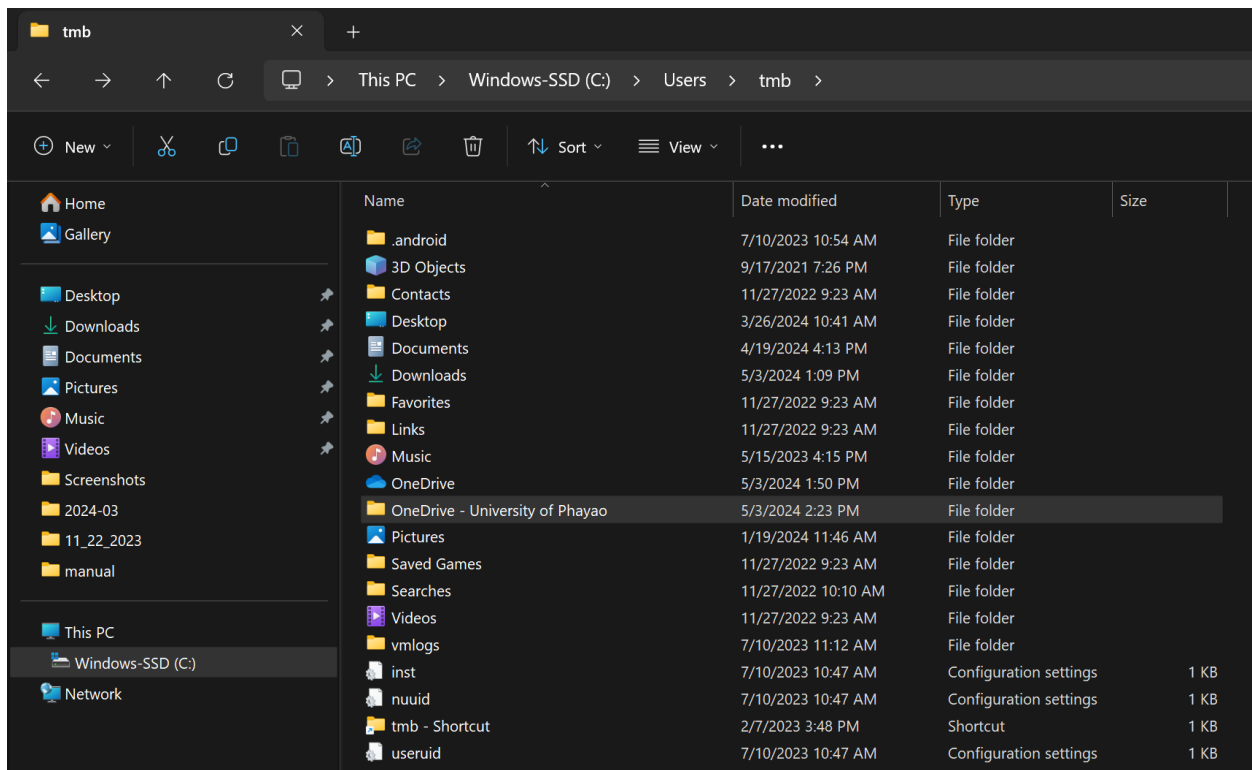 tmb
This PC > Windows-SSD (C:) > Users > tmb >
New Sort View
Home
Gallery
Desktop
Downloads
Documents
Pictures
Music
Videos
Screenshots
2024-03
11_22_2023
manual
This PC
Windows-SSD (C:)
Network
Name Date modified Type Size
.android 7/10/2023 10:54 AM File folder
3D Objects 9/17/2021 7:26 PM File folder
Contacts 11/27/2022 9:23 AM File folder
Desktop 3/26/2024 10:41 AM File folder
Documents 4/19/2024 4:13 PM File folder
Downloads 5/3/2024 1:09 PM File folder
Favorites 11/27/2022 9:23 AM File folder
Links 11/27/2022 9:23 AM File folder
Music 5/15/2023 4:15 PM File folder
OneDrive 5/3/2024 1:50 PM File folder
OneDrive - University of Phayao 5/3/2024 2:23 PM File folder
Pictures 1/19/2024 11:46 AM File folder
Saved Games 11/27/2022 9:23 AM File folder
Searches 11/27/2022 10:10 AM File folder
Videos 11/27/2022 9:23 AM File folder
vmlogs 7/10/2023 11:12 AM File folder
inst 7/10/2023 10:47 AM Configuration settings 1 KB
nuuid 7/10/2023 10:47 AM Configuration settings 1 KB
tmb - Shortcut 2/7/2023 3:48 PM Shortcut 1 KB
useruid 7/10/2023 10:47 AM Configuration settings 1 KB